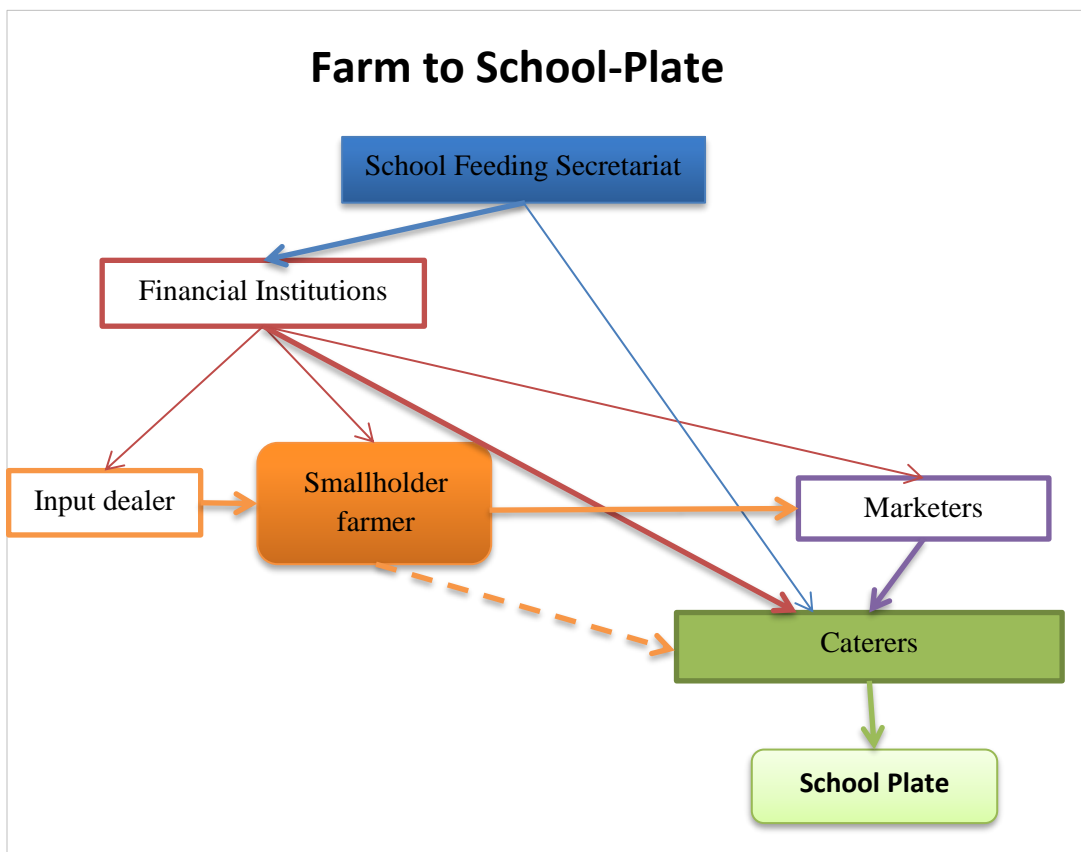 Farm to School-Plate
School Feeding Secretariat
Financial Institutions
Input dealer
Smallholder
farmer
Marketers
Caterers
School Plate